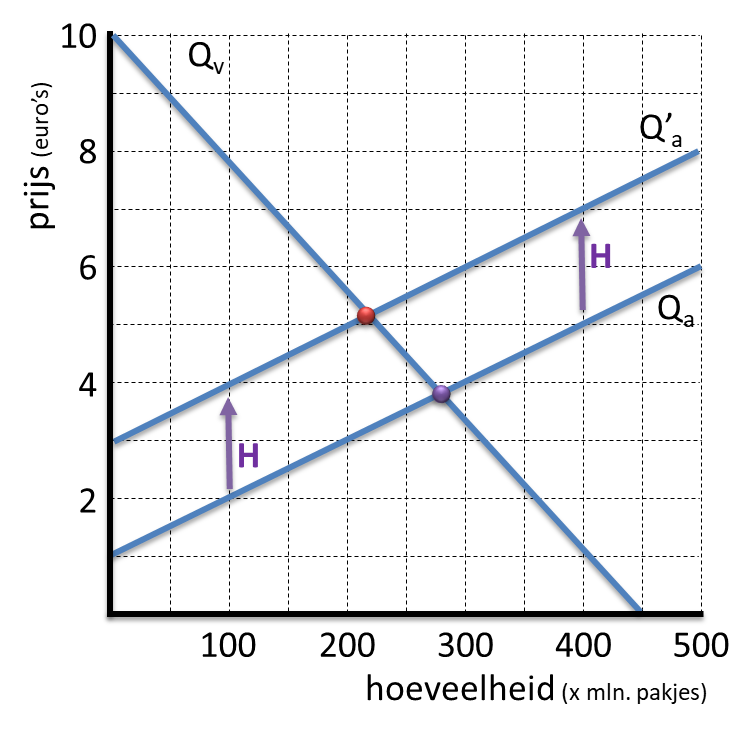 10
Qv
8
Q’a
prijs (euro’s)
6
H
Qa
4
H
2
100 200 300 400 500
hoeveelheid (x mln. pakjes)